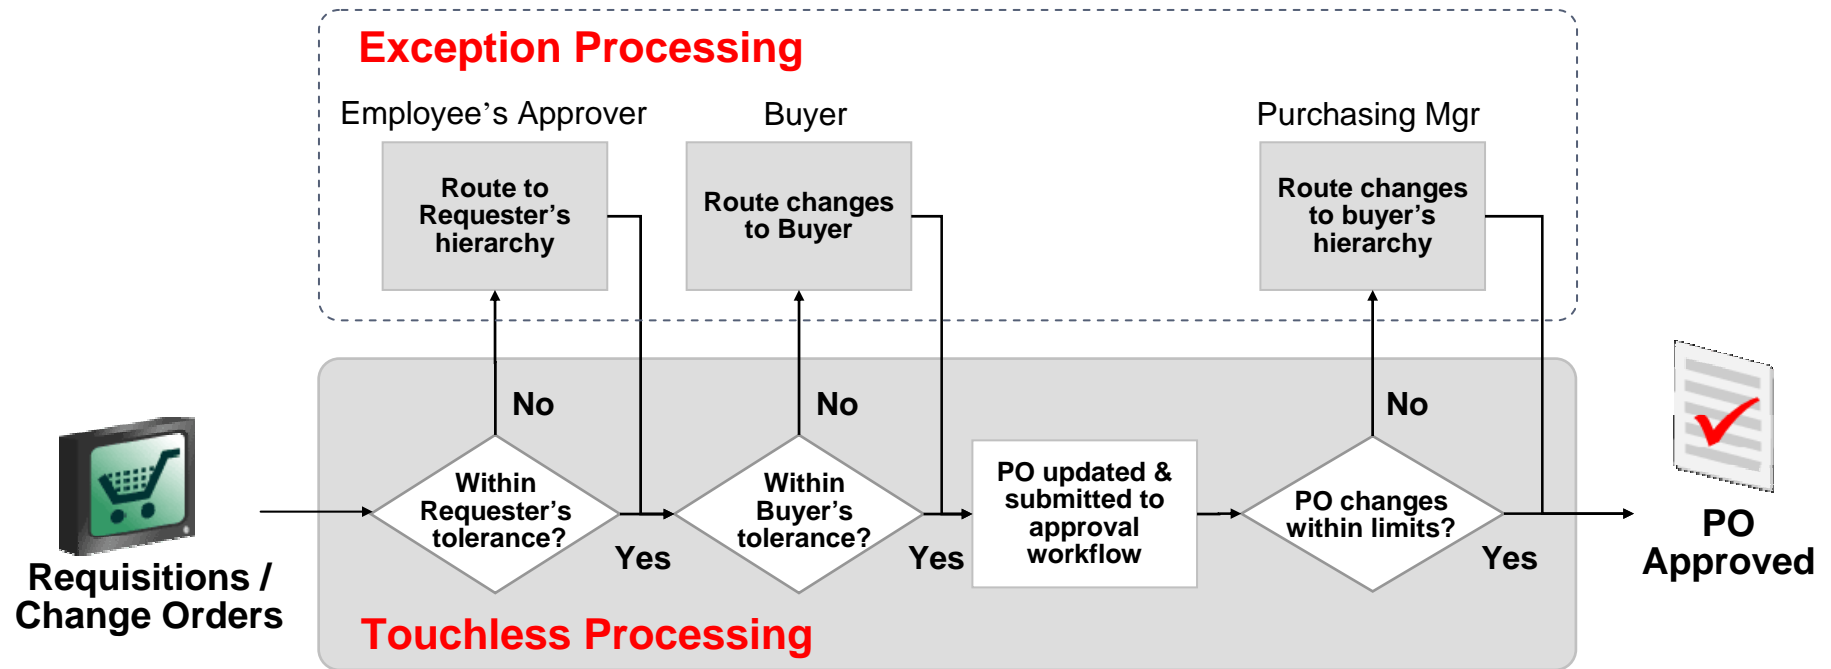 Exception Processing
Employee’s Approver
Buyer
Purchasing Mgr
Route to
Requester’s
hierarchy
Route changes
to Buyer
Route changes
to buyer’s
hierarchy
No
No
No
Within
Requester’s
tolerance?
Yes
Within
Buyer’s
tolerance?
Yes
PO updated &
submitted to
approval
workflow
PO changes
within limits?
Yes
Requisitions /
Change Orders
PO
Approved
Touchless Processing